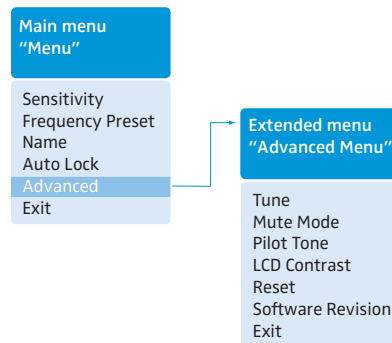 Main menu
“Menu”
Sensitivity
Frequency Preset
Name
Auto Lock
Advanced
Exit
Extended menu
“Advanced Menu”
Tune
Mute Mode
Pilot Tone
LCD Contrast
Reset
Software Revision
Exit